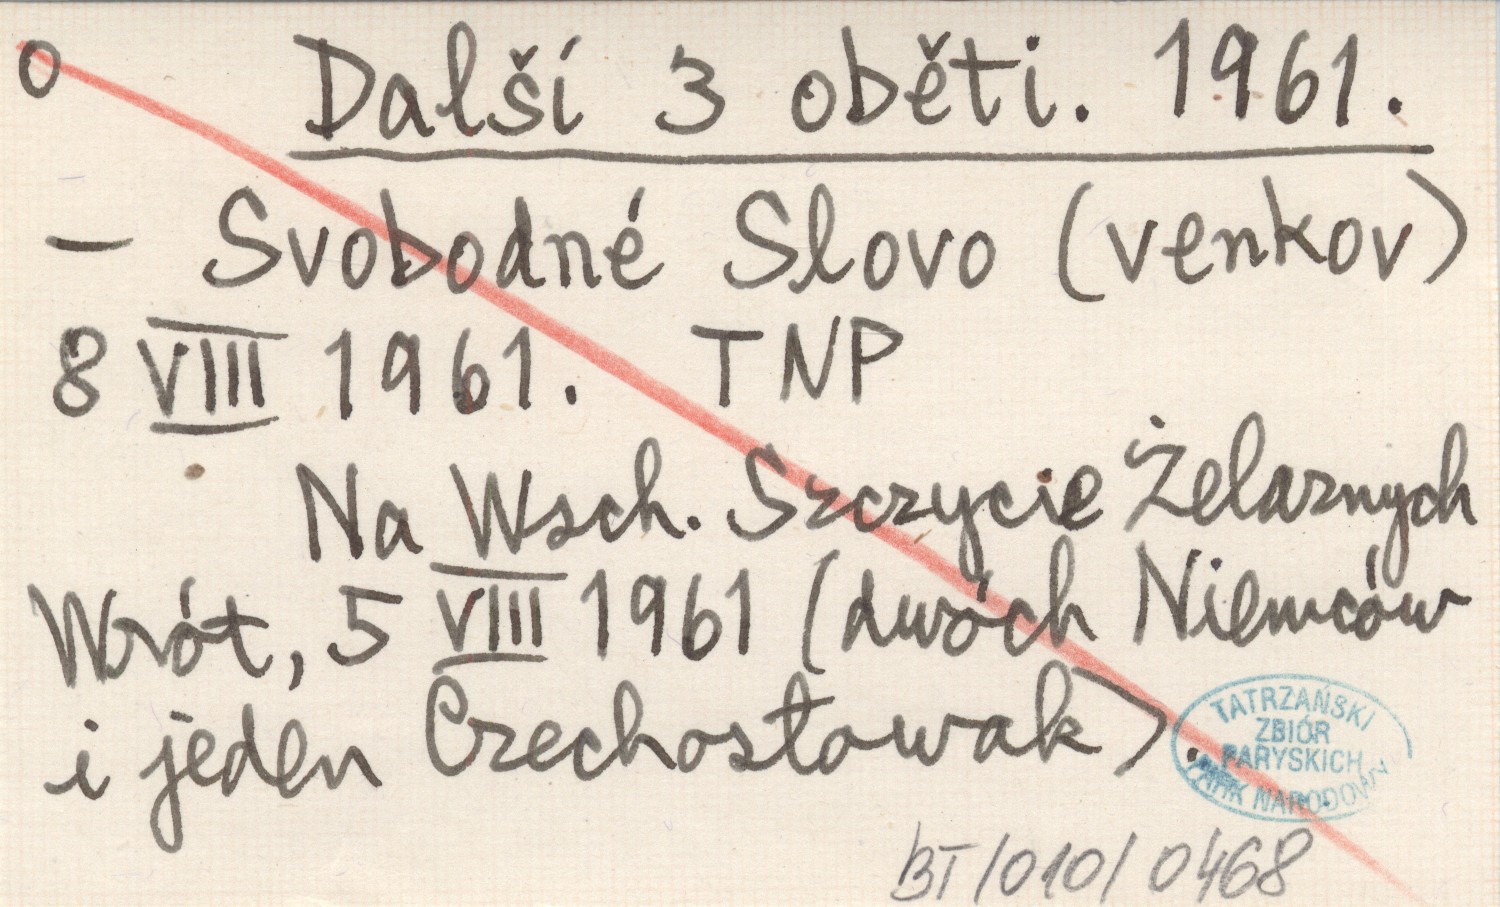 o Další 3 oběti. 1961.
– Svobodné Slovo (venkov)
8 VIII 1961. TNP
Na Wsch. Szczycie Żelaznych
Wrót, 5 VIII 1961 (dwóch Niemców
i jeden Czechosłowak).
TATRZAŃSKI
ZBIÓR
PARYSKICH
PARK NARODOWY
BT/010/0468